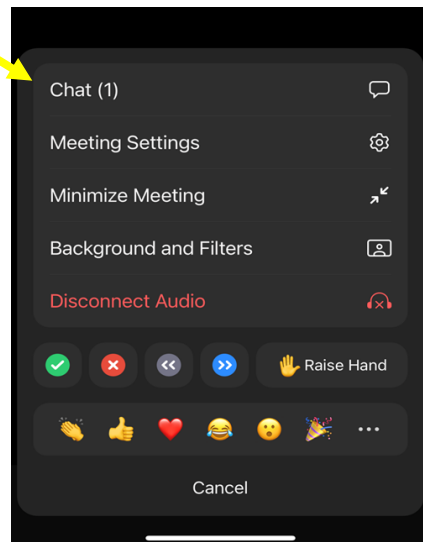 Chat (1)
Meeting Settings
Minimize Meeting
Background and Filters
Disconnect Audio
Raise Hand
Cancel